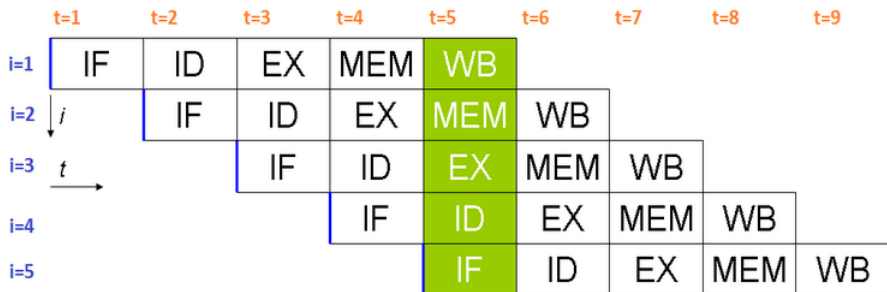 t=1 t=2 t=3 t=4 t=5 t=6 t=7 t=8 t=9
i=1 IF ID EX MEM WB
i=2 i IF ID EX MEM WB
i=3 t IF ID EX MEM WB
i=4 IF ID EX MEM WB
i=5 IF ID EX MEM WB